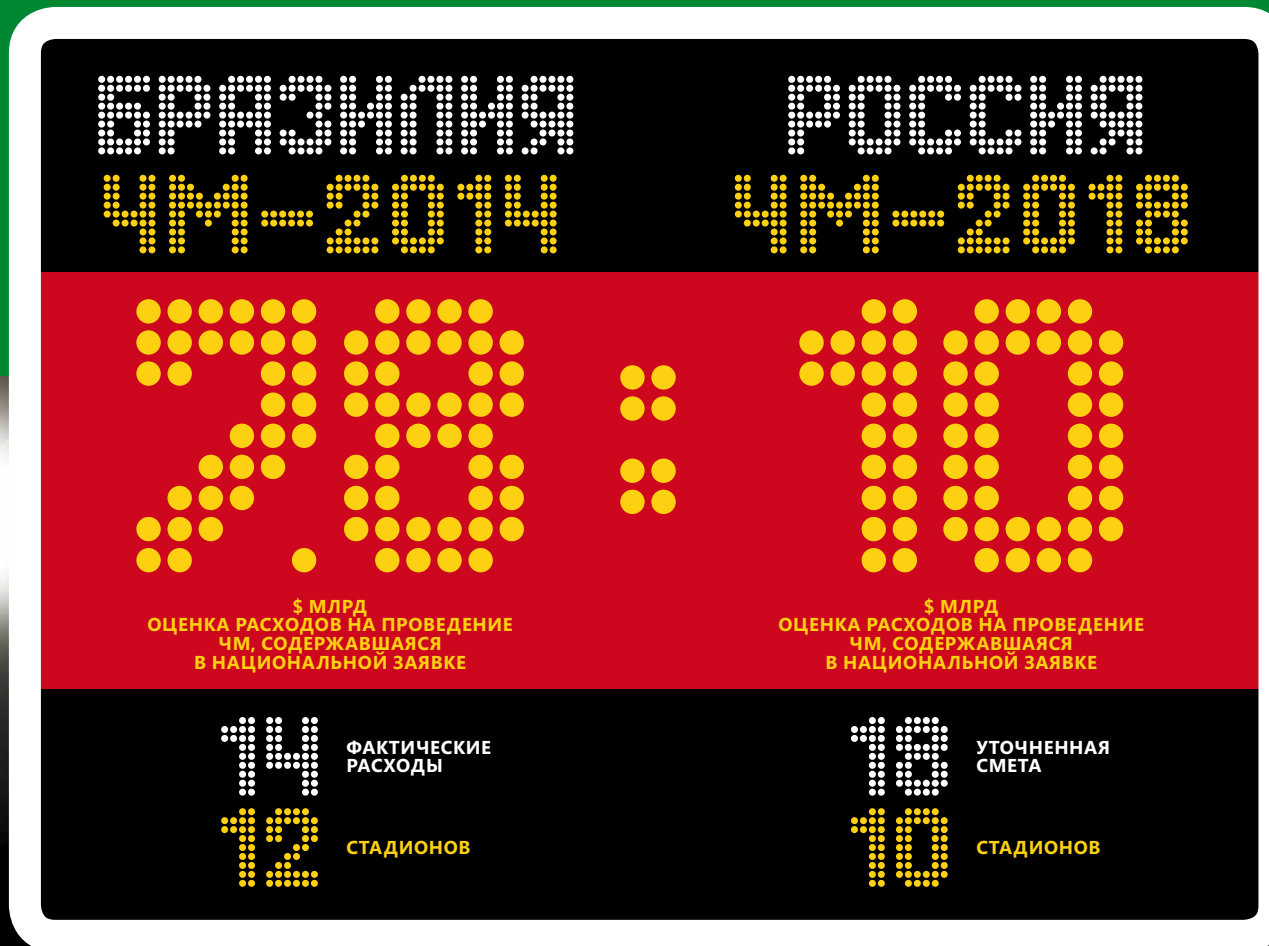 БРАЗИЛИЯ
ЧМ–2014
РОССИЯ
ЧМ–2018
7.8 : 10
$ МЛРД
ОЦЕНКА РАСХОДОВ НА ПРОВЕДЕНИЕ
ЧМ, СОДЕРЖАВШАЯСЯ
В НАЦИОНАЛЬНОЙ ЗАЯВКЕ
$ МЛРД
ОЦЕНКА РАСХОДОВ НА ПРОВЕДЕНИЕ
ЧМ, СОДЕРЖАВШАЯСЯ
В НАЦИОНАЛЬНОЙ ЗАЯВКЕ
14
ФАКТИЧЕСКИЕ
РАСХОДЫ
12
СТАДИОНОВ
18
УТОЧНЕННАЯ
СМЕТА
10
СТАДИОНОВ